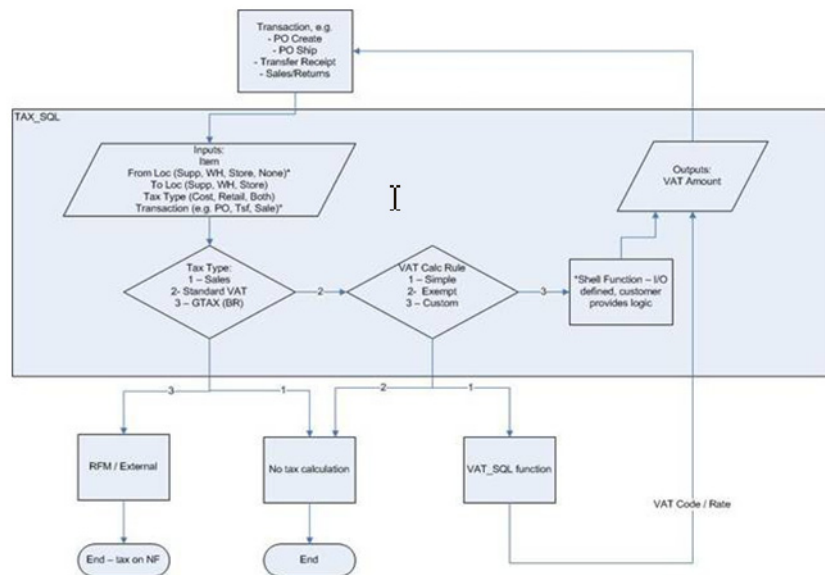 Transaction, e.g.
- PO Create
- PO Ship
- Transfer Receipt
- Sales/Returns
TAX_SQL
Inputs:
Item
From Loc (Supp, WH, Store, None)*
To Loc (Supp, WH, Store)
Tax Type (Cost, Retail, Both)
Transaction (e.g. PO, Tsf, Sale)*
Outputs:
VAT Amount
Tax Type:
1 – Sales
2- Standard VAT
3 – GTAX (BR)
2
VAT Calc Rule
1 – Simple
2- Exempt
3 – Custom
3
*Shell Function – I/O
defined, customer
provides logic
3
1
2
1
RFM / External
No tax calculation
VAT_SQL function
VAT Code / Rate
End – tax on NF
End